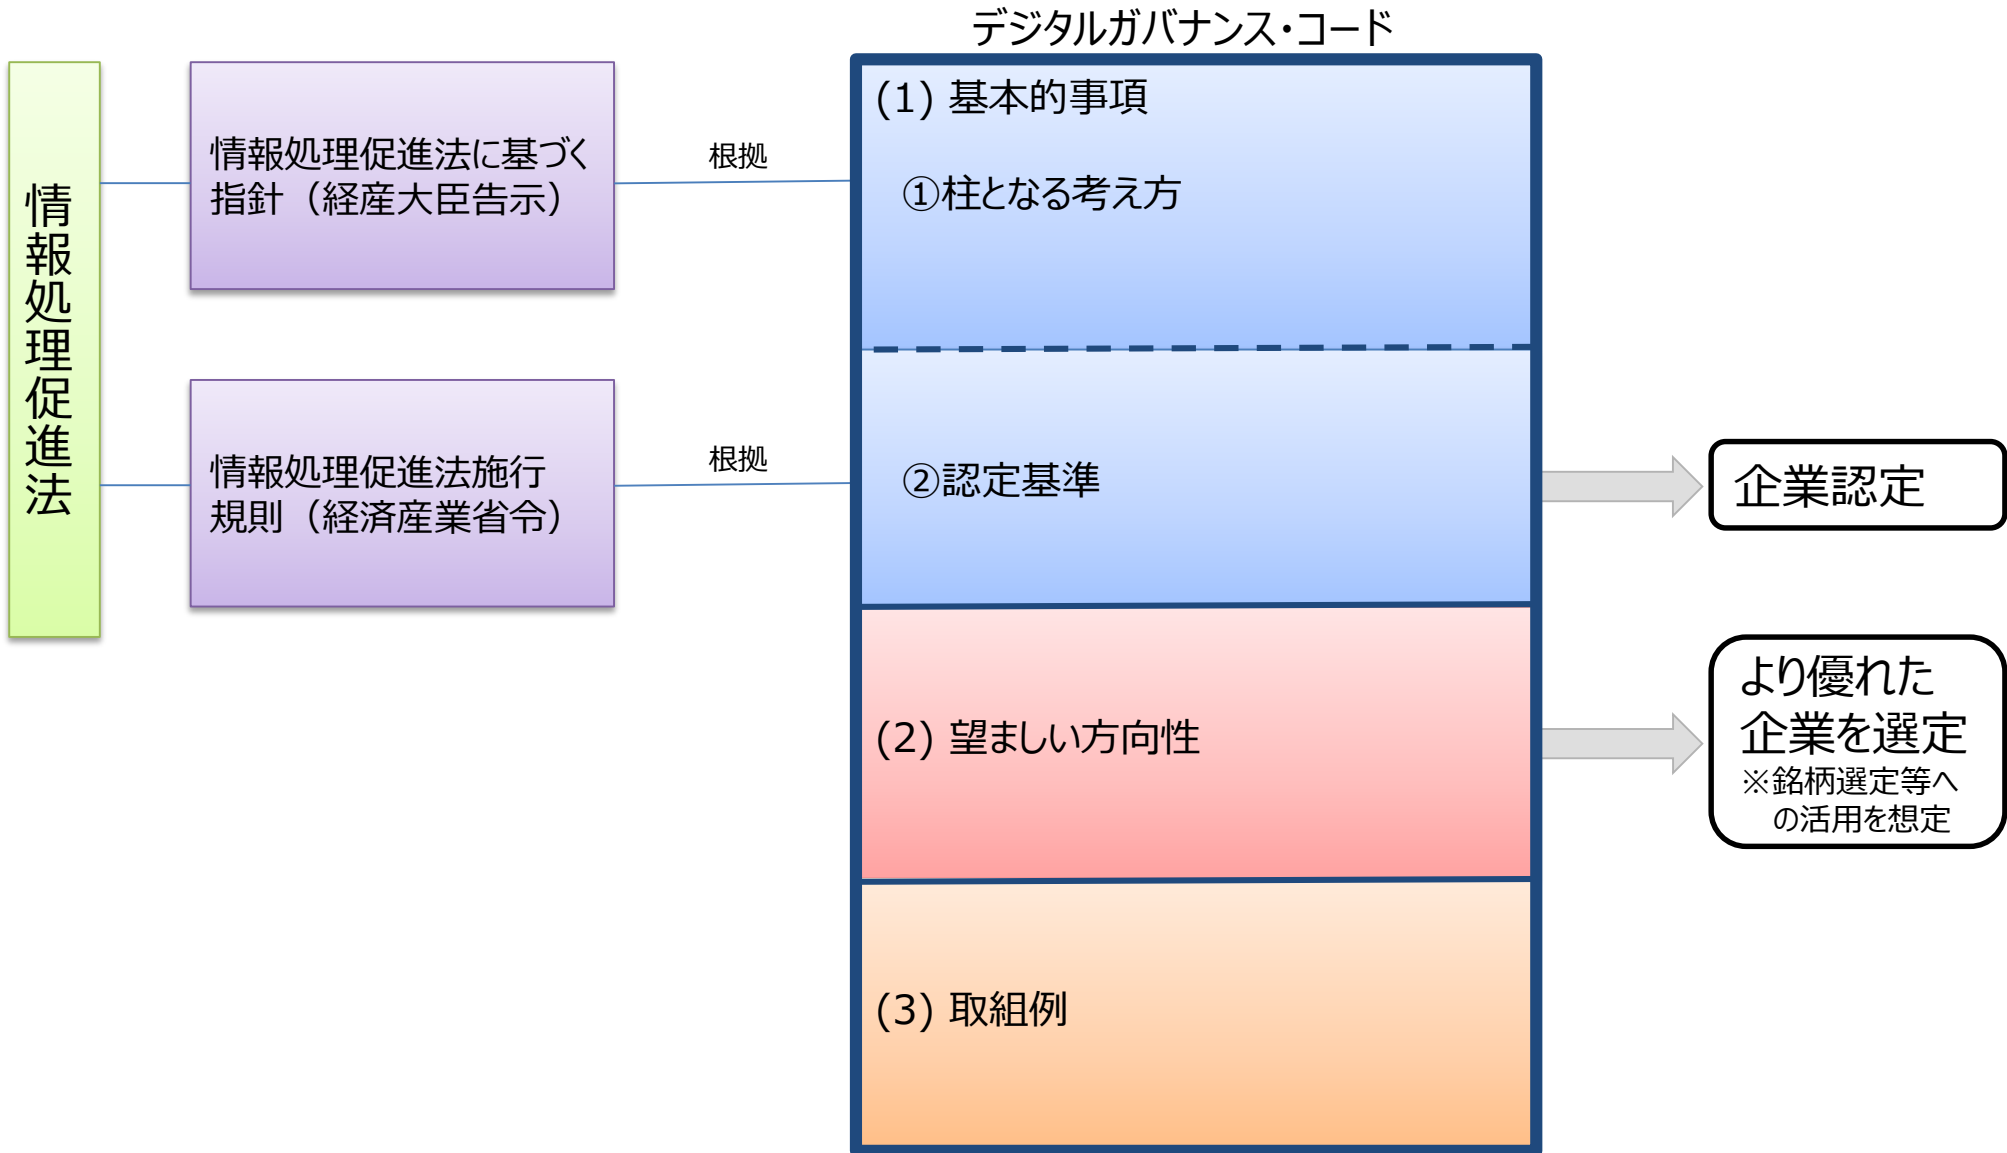 デジタルガバナンス・コード
情報処理促進法
情報処理促進法に基づく
指針（経産大臣告示）
根拠
(1) 基本的事項
①柱となる考え方
情報処理促進法施行
規則（経済産業省令）
根拠
②認定基準
企業認定
(2) 望ましい方向性
より優れた
企業を選定
※銘柄選定等へ
の活用を想定
(3) 取組例